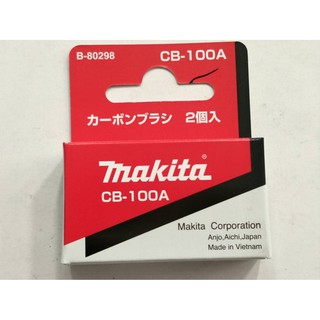 B-80298 CB-100A
カーボンブラシ 2個入
makita
CB-100A
Makita Corporation
Anjo,Aichi,Japan
Made in Vietnam